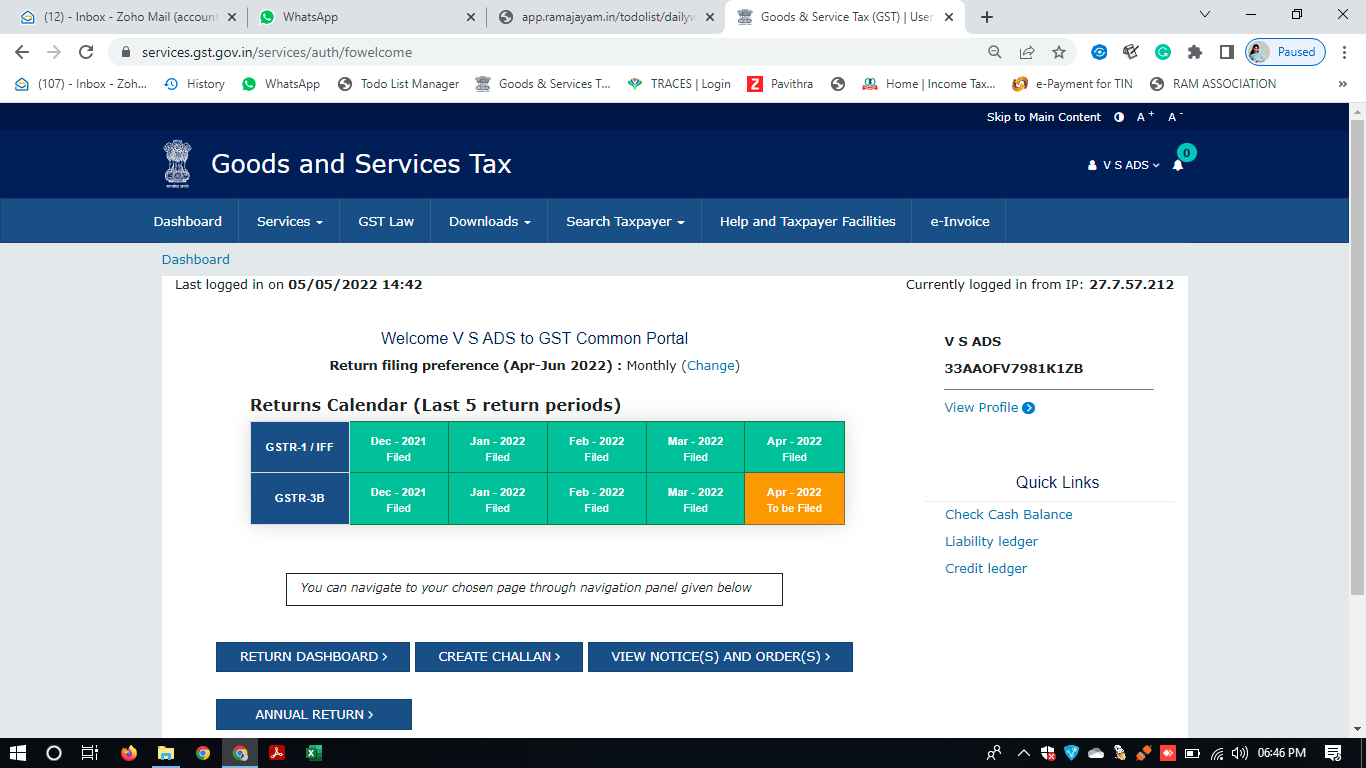 (12) - Inbox - Zoho Mail (account
WhatsApp
app.ramajayam.in/todolist/dailyw
Goods & Service Tax (GST) | User
services.gst.gov.in/services/auth/fowelcome
Paused
(107) - Inbox - Zoh...
History
WhatsApp
Todo List Manager
Goods & Services T...
TRACES | Login
Z Pavithra
Home | Income Tax...
e-Payment for TIN
RAM ASSOCIATION
»
Skip to Main Content
A +
A -
Goods and Services Tax
V S ADS
0
Dashboard
Services
GST Law
Downloads
Search Taxpayer
Help and Taxpayer Facilities
e-Invoice
Dashboard
Last logged in on 05/05/2022 14:42
Currently logged in from IP: 27.7.57.212
Welcome V S ADS to GST Common Portal
Return filing preference (Apr-Jun 2022) : Monthly (Change)
Returns Calendar (Last 5 return periods)
GSTR-1 / IFF
Dec - 2021
Filed
Jan - 2022
Filed
Feb - 2022
Filed
Mar - 2022
Filed
Apr - 2022
Filed
GSTR-3B
Dec - 2021
Filed
Jan - 2022
Filed
Feb - 2022
Filed
Mar - 2022
Filed
Apr - 2022
To be Filed
You can navigate to your chosen page through navigation panel given below
RETURN DASHBOARD >
CREATE CHALLAN >
VIEW NOTICE(S) AND ORDER(S) >
ANNUAL RETURN >
V S ADS
33AAOFV7981K1ZB
View Profile
Quick Links
Check Cash Balance
Liability ledger
Credit ledger
06:46 PM